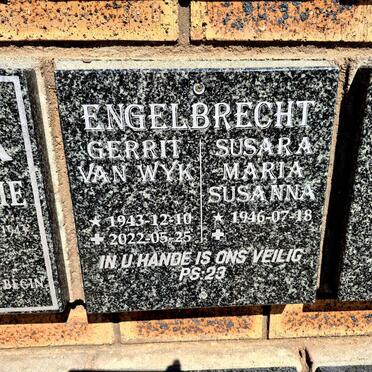 ENGELBRECHT
GERRIT
VAN WYK
★ 1943-12-10
✝ 2022-05-25
SUSARA
MARIA
SUSANNA
★ 1946-07-18
✝
IN U HANDE IS ONS VEILIG
PS:23
BEGIN